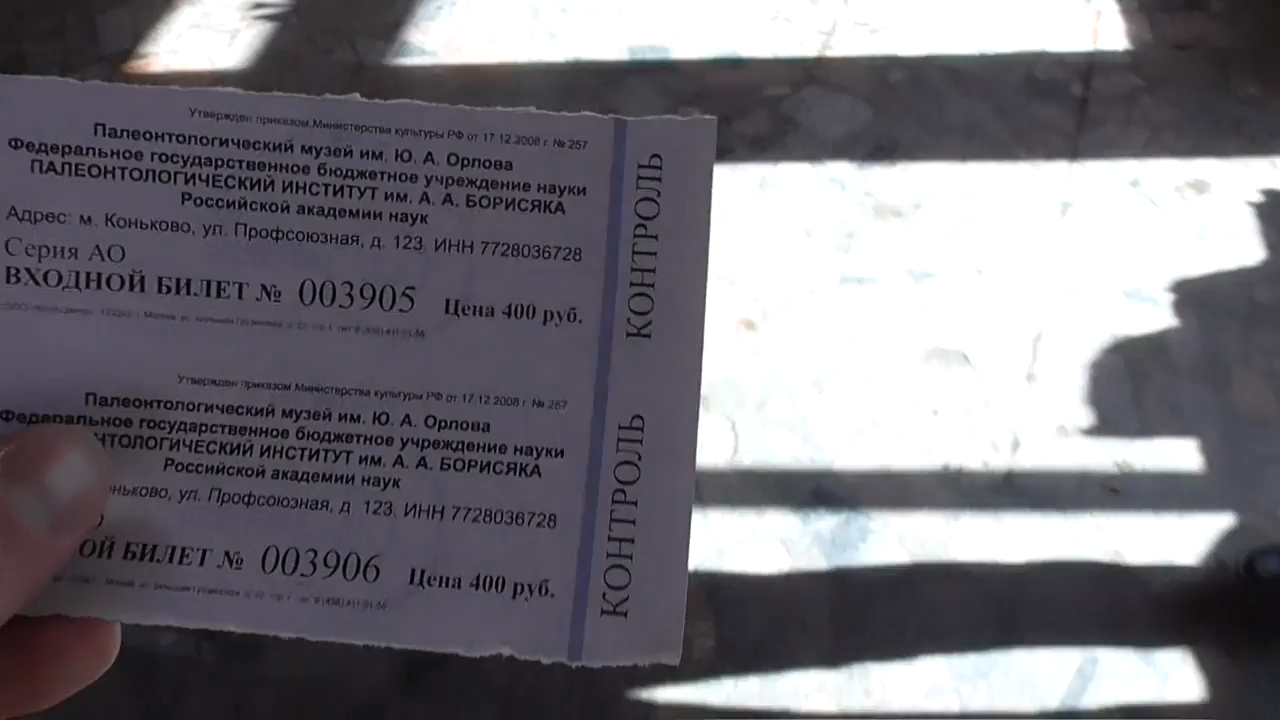 Утвержден приказом Министерства культуры РФ от 17.12.2008 г. № 257
Палеонтологический музей им. Ю. А. Орлова
Федеральное государственное бюджетное учреждение науки
ПАЛЕОНТОЛОГИЧЕСКИЙ ИНСТИТУТ им. А. А. БОРИСЯКА
Российской академии наук
Адрес: м. Коньково, ул. Профсоюзная, д. 123. ИНН 7728036728
Серия АО
ВХОДНОЙ БИЛЕТ № 003905 Цена 400 руб.
КОНТРОЛЬ
Утвержден приказом Министерства культуры РФ от 17.12.2008 г. № 257
Палеонтологический музей им. Ю. А. Орлова
Федеральное государственное бюджетное учреждение науки
НТОЛОГИЧЕСКИЙ ИНСТИТУТ им. А. А. БОРИСЯКА
Российской академии наук
ньково, ул. Профсоюзная, д. 123. ИНН 7728036728
ОЙ БИЛЕТ № 003906 Цена 400 руб.
КОНТРОЛЬ